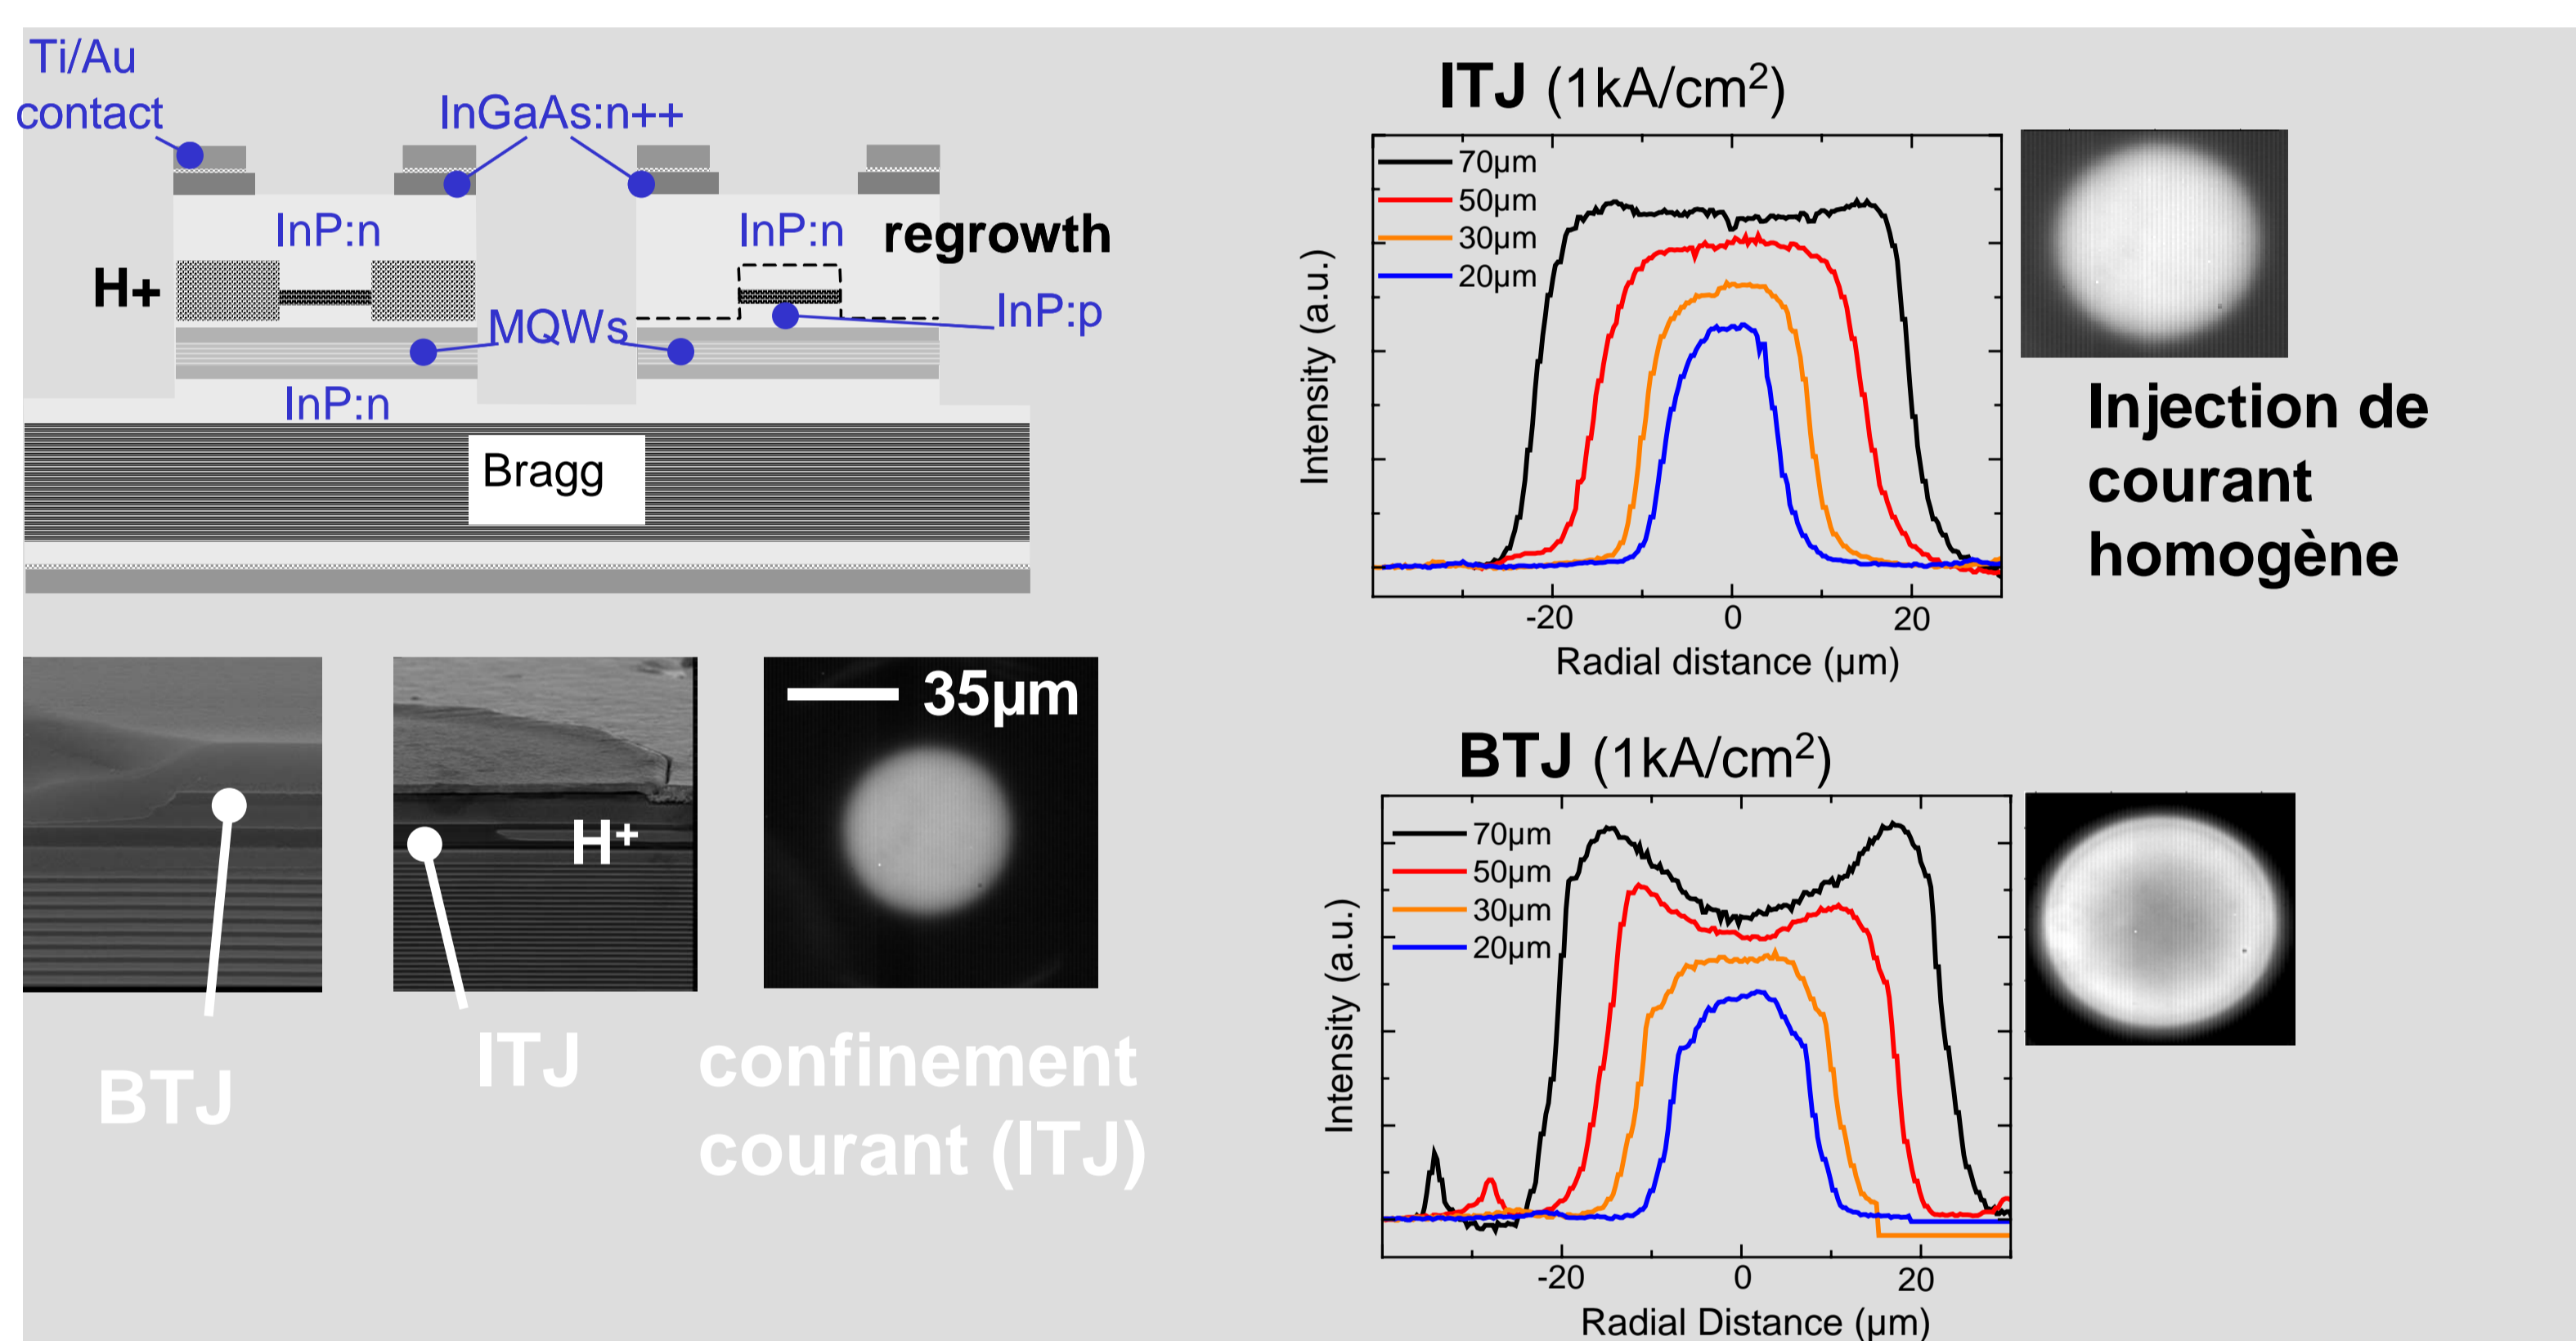 Ti/Au
contact
InGaAs:n++
InP:n
InP:n
regrowth
H+
MQWs
InP:p
InP:n
Bragg
35µm
H+
BTJ
ITJ
confinement
courant (ITJ)
ITJ (1kA/cm²)
70µm
50µm
30µm
20µm
Intensity (a.u.)
-20
0
20
Radial distance (µm)
Injection de
courant
homogène
BTJ (1kA/cm²)
70µm
50µm
30µm
20µm
Intensity (a.u.)
-20
0
20
Radial Distance (µm)